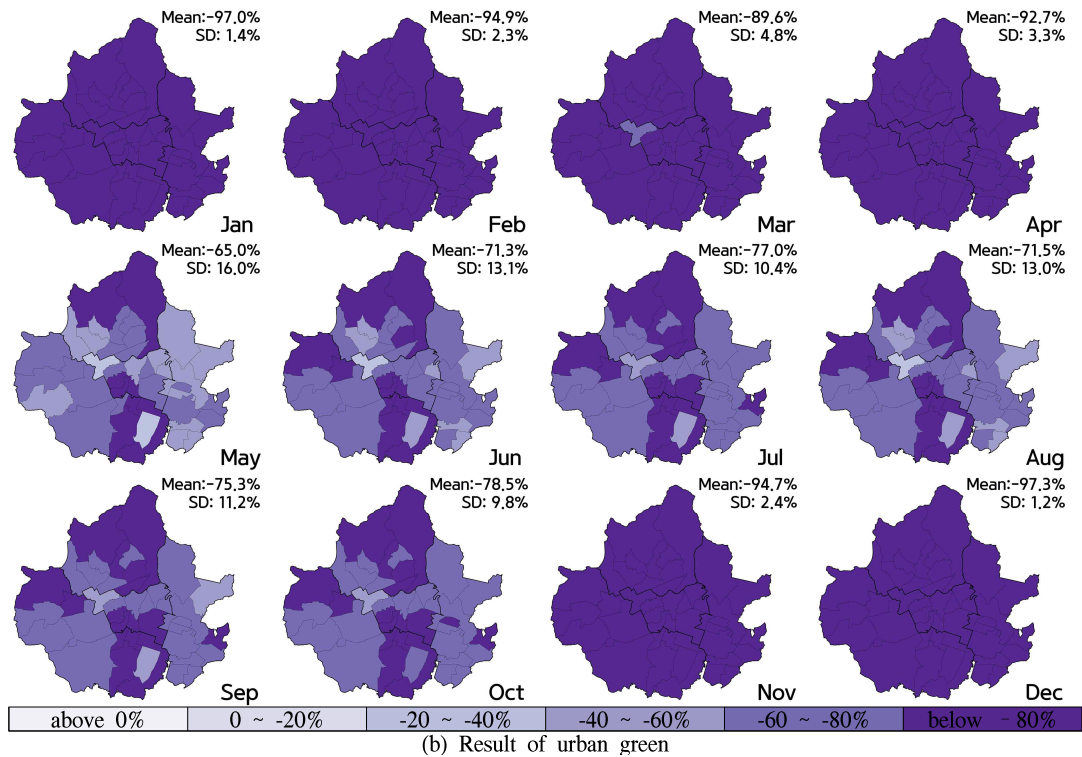 Mean:-97.0%
SD: 1.4%
Jan
Mean:-94.9%
SD: 2.3%
Feb
Mean:-89.6%
SD: 4.8%
Mar
Mean:-92.7%
SD: 3.3%
Apr
Mean:-65.0%
SD: 16.0%
May
Mean:-71.3%
SD: 13.1%
Jun
Mean:-77.0%
SD: 10.4%
Jul
Mean:-71.5%
SD: 13.0%
Aug
Mean:-75.3%
SD: 11.2%
Sep
Mean:-78.5%
SD: 9.8%
Oct
Mean:-94.7%
SD: 2.4%
Nov
Mean:-97.3%
SD: 1.2%
Dec
above 0% 0 ~ -20% -20 ~ -40% -40 ~ -60% -60 ~ -80% below -80%
(b) Result of urban green